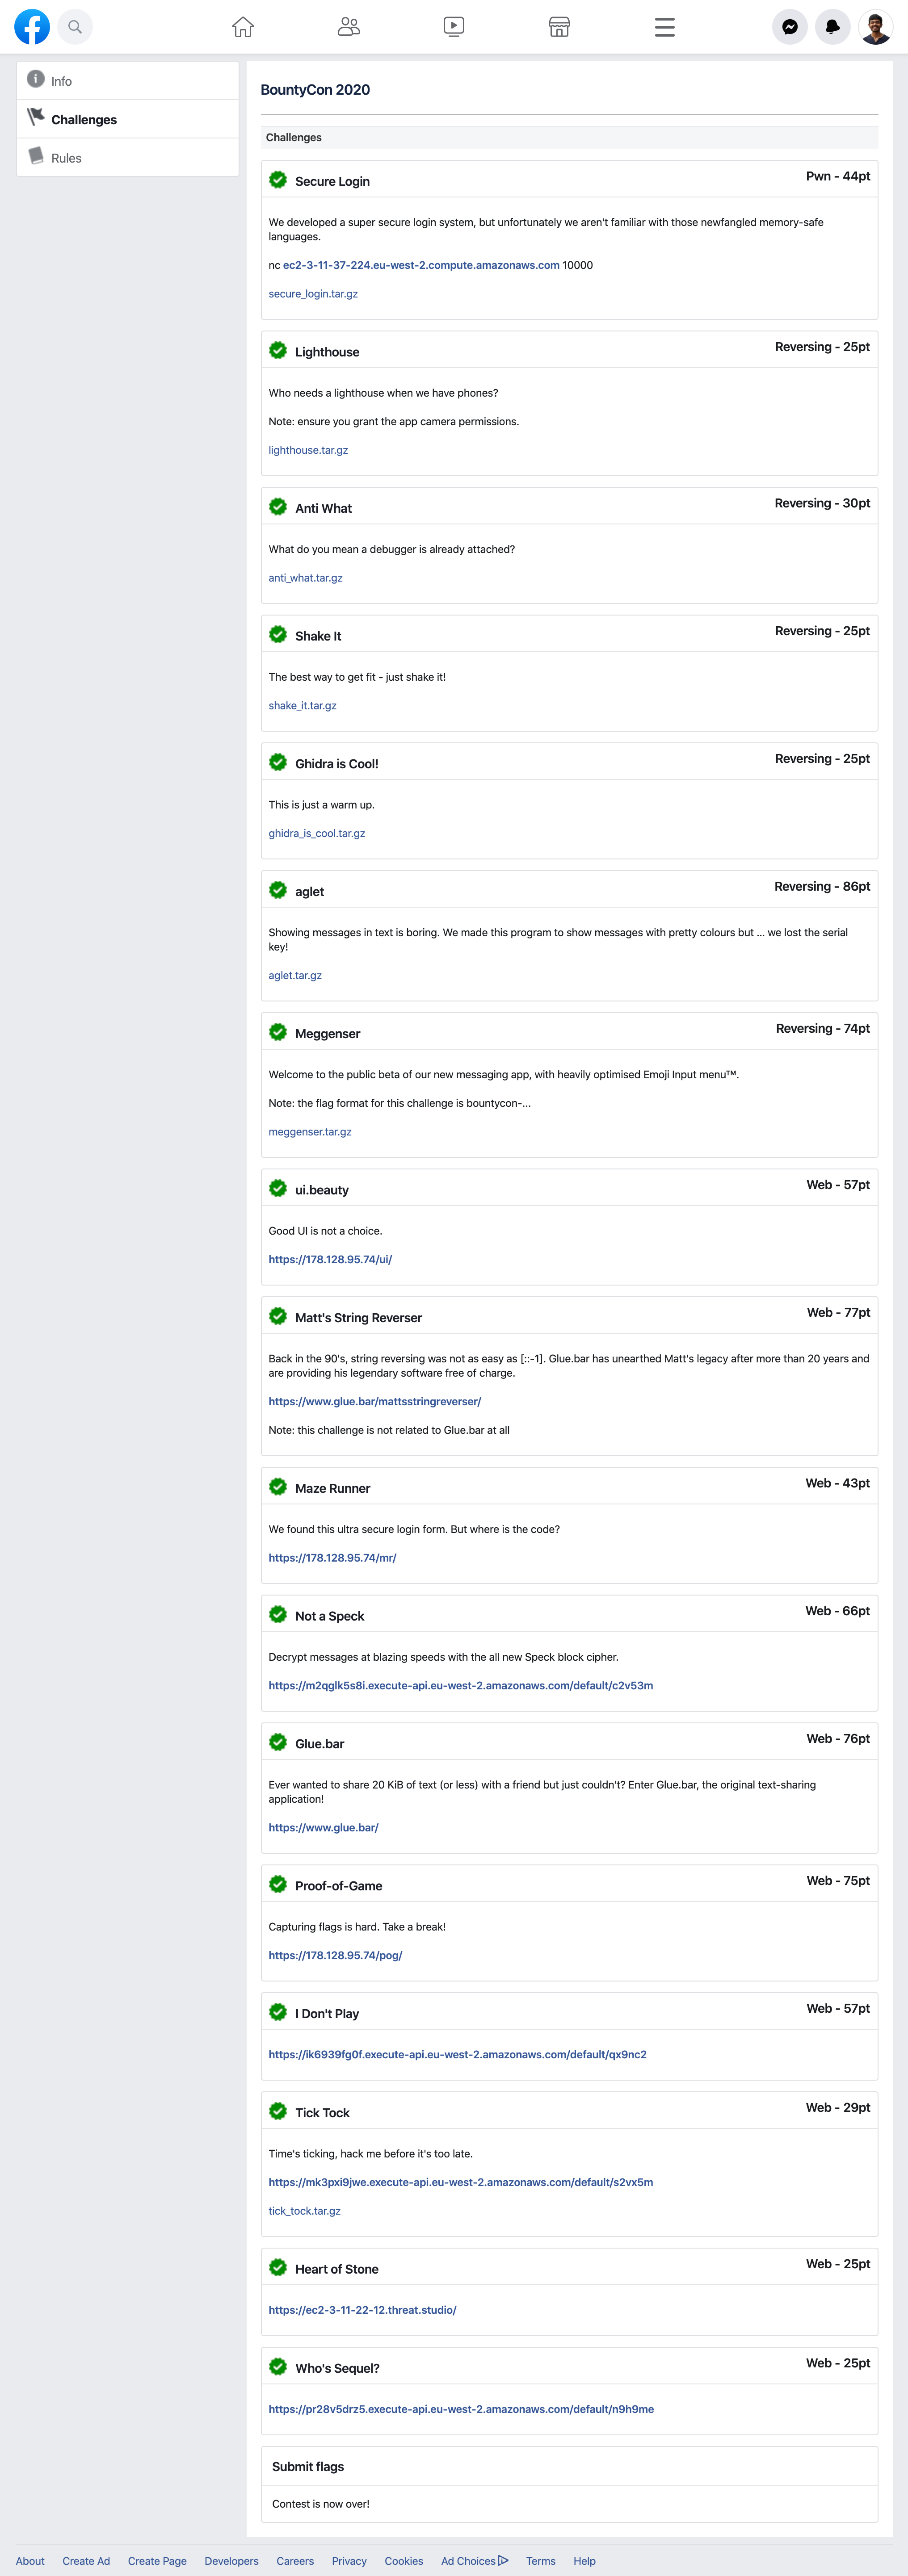 Info
Challenges
Rules
BountyCon 2020
Challenges
Secure Login
Pwn - 44pt
We developed a super secure login system, but unfortunately we aren't familiar with those newfangled memory-safe
languages.
nc ec2-3-11-37-224.eu-west-2.compute.amazonaws.com 10000
secure_login.tar.gz
Lighthouse
Reversing - 25pt
Who needs a lighthouse when we have phones?
Note: ensure you grant the app camera permissions.
lighthouse.tar.gz
Anti What
Reversing - 30pt
What do you mean a debugger is already attached?
anti_what.tar.gz
Shake It
Reversing - 25pt
The best way to get fit - just shake it!
shake_it.tar.gz
Ghidra is Cool!
Reversing - 25pt
This is just a warm up.
ghidra_is_cool.tar.gz
aglet
Reversing - 86pt
Showing messages in text is boring. We made this program to show messages with pretty colours but ... we lost the serial
key!
aglet.tar.gz
Meggenser
Reversing - 74pt
Welcome to the public beta of our new messaging app, with heavily optimised Emoji Input menu™.
Note: the flag format for this challenge is bountycon-...
meggenser.tar.gz
ui.beauty
Web - 57pt
Good UI is not a choice.
https://178.128.95.74/ui/
Matt's String Reverser
Web - 77pt
Back in the 90's, string reversing was not as easy as [::-1]. Glue.bar has unearthed Matt's legacy after more than 20 years and
are providing his legendary software free of charge.
https://www.glue.bar/mattsstringreverser/
Note: this challenge is not related to Glue.bar at all
Maze Runner
Web - 43pt
We found this ultra secure login form. But where is the code?
https://178.128.95.74/mr/
Not a Speck
Web - 66pt
Decrypt messages at blazing speeds with the all new Speck block cipher.
https://m2qglk5s8i.execute-api.eu-west-2.amazonaws.com/default/c2v53m
Glue.bar
Web - 76pt
Ever wanted to share 20 KiB of text (or less) with a friend but just couldn't? Enter Glue.bar, the original text-sharing
application!
https://www.glue.bar/
Proof-of-Game
Web - 75pt
Capturing flags is hard. Take a break!
https://178.128.95.74/pog/
I Don't Play
Web - 57pt
https://ik6939fg0f.execute-api.eu-west-2.amazonaws.com/default/qx9nc2
Tick Tock
Web - 29pt
Time's ticking, hack me before it's too late.
https://mk3pxi9jwe.execute-api.eu-west-2.amazonaws.com/default/s2vx5m
tick_tock.tar.gz
Heart of Stone
Web - 25pt
https://ec2-3-11-22-12.threat.studio/
Who's Sequel?
Web - 25pt
https://pr28v5drz5.execute-api.eu-west-2.amazonaws.com/default/n9h9me
Submit flags
Contest is now over!
About Create Ad Create Page Developers Careers Privacy Cookies Ad Choices Terms Help